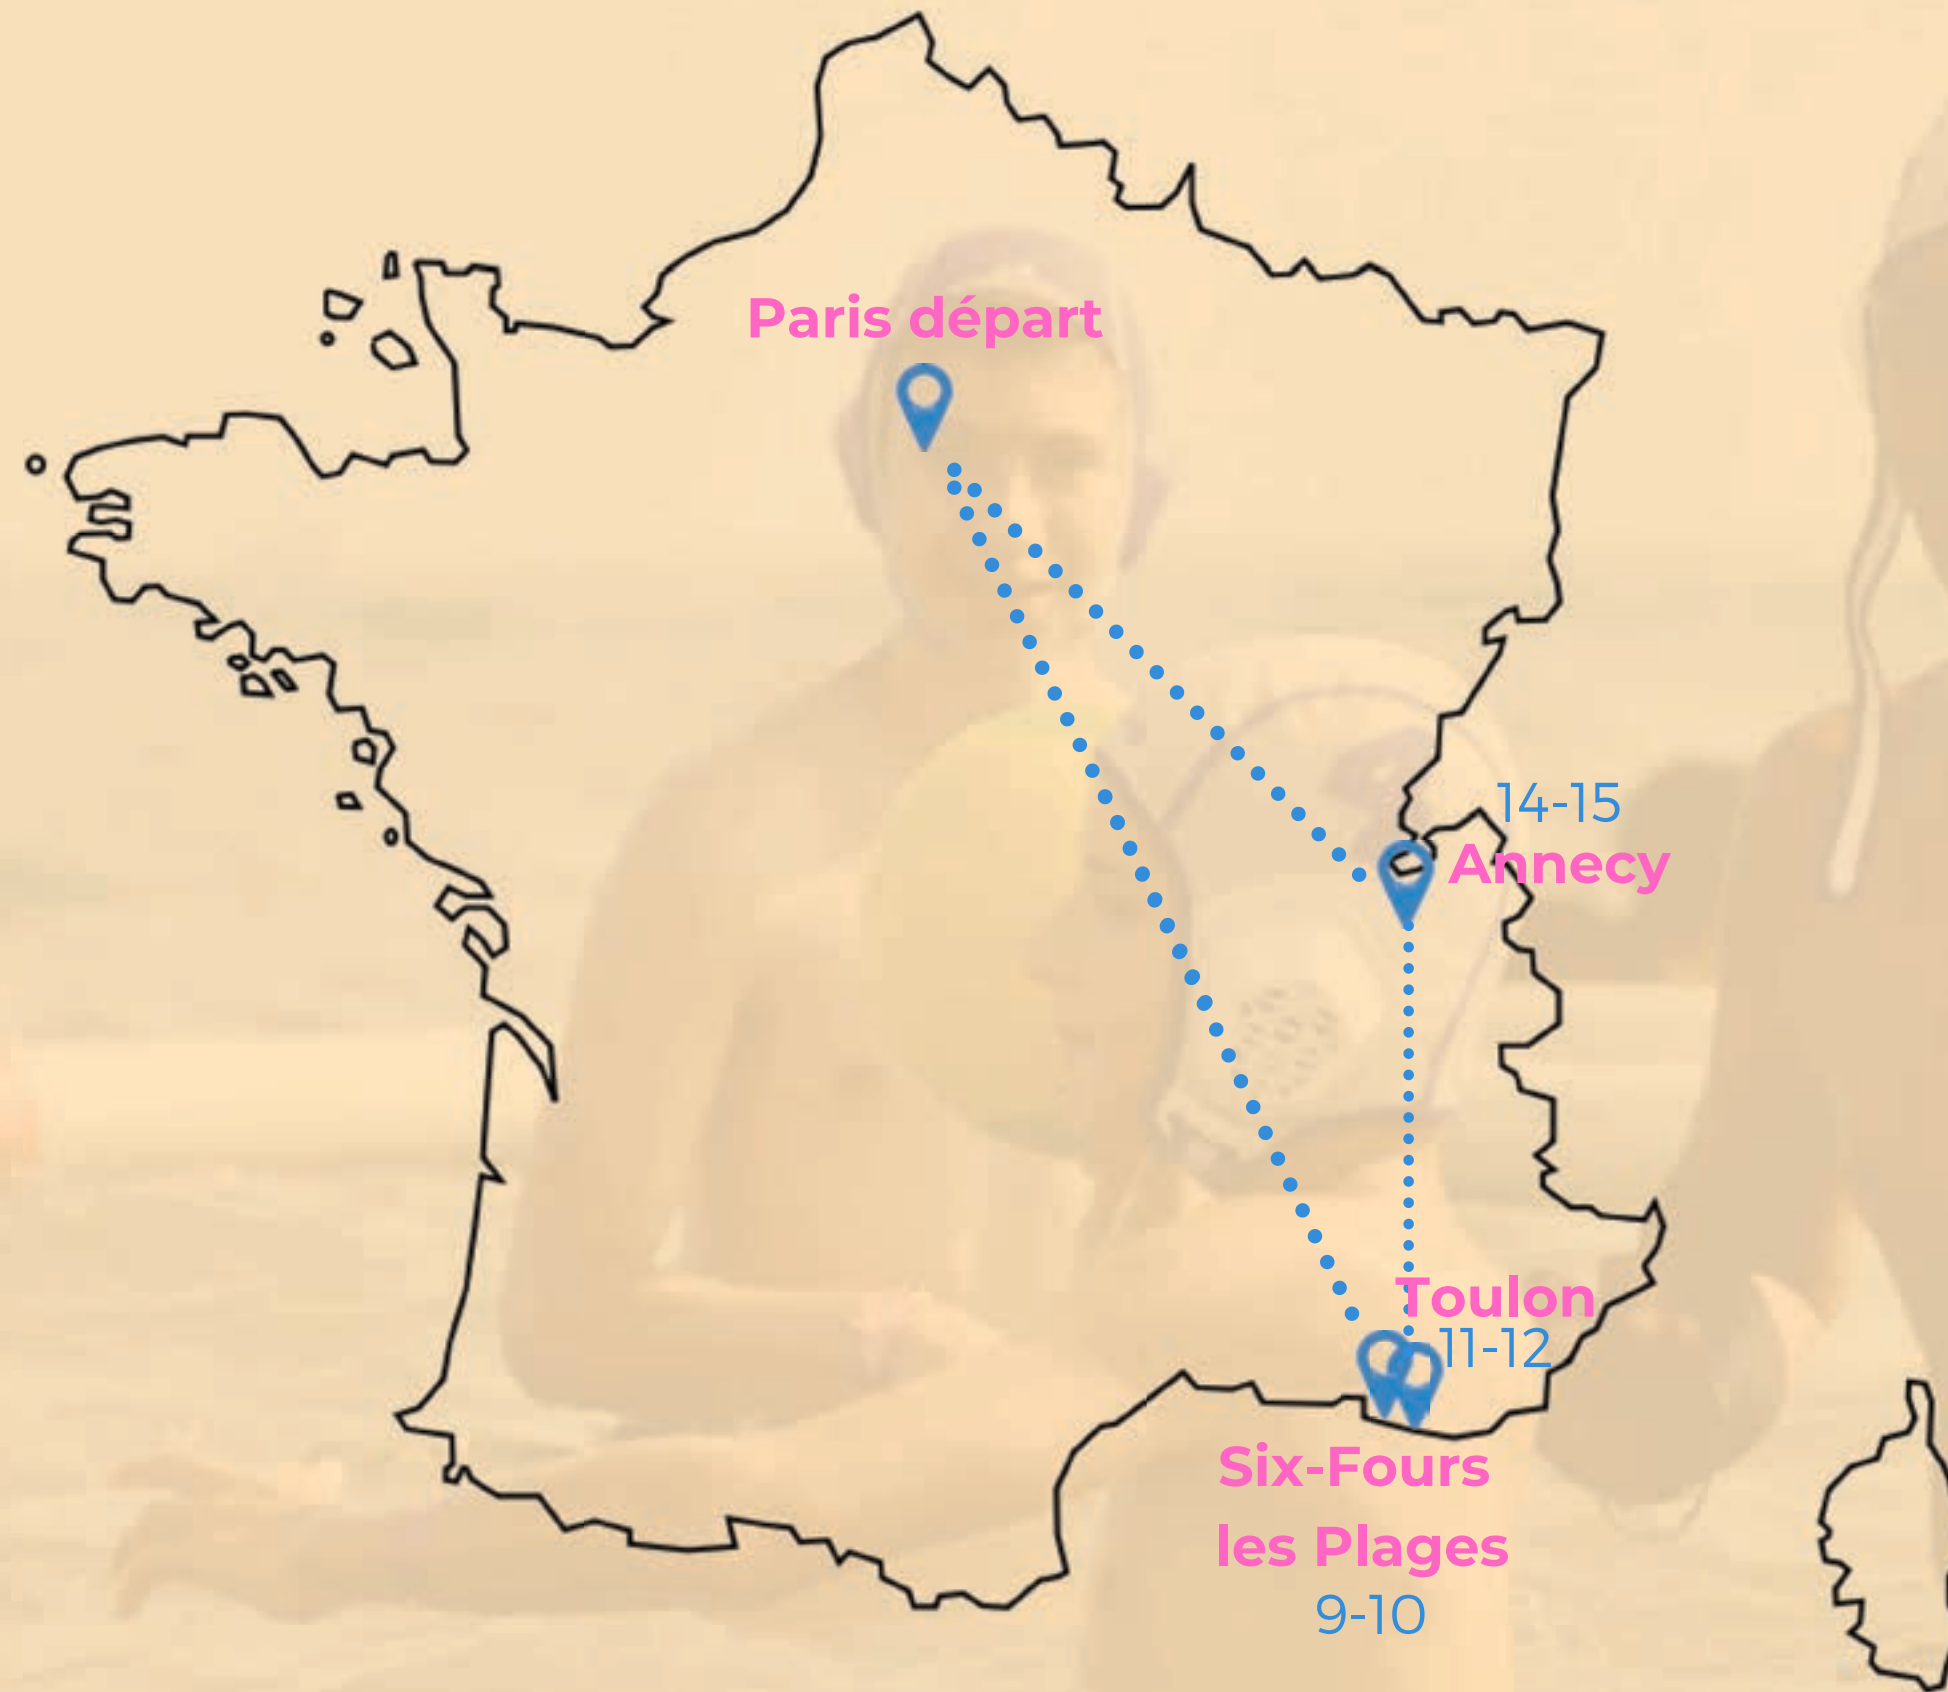 Paris départ
14-15
Annecy
Toulon
11-12
Six-Fours
les Plages
9-10